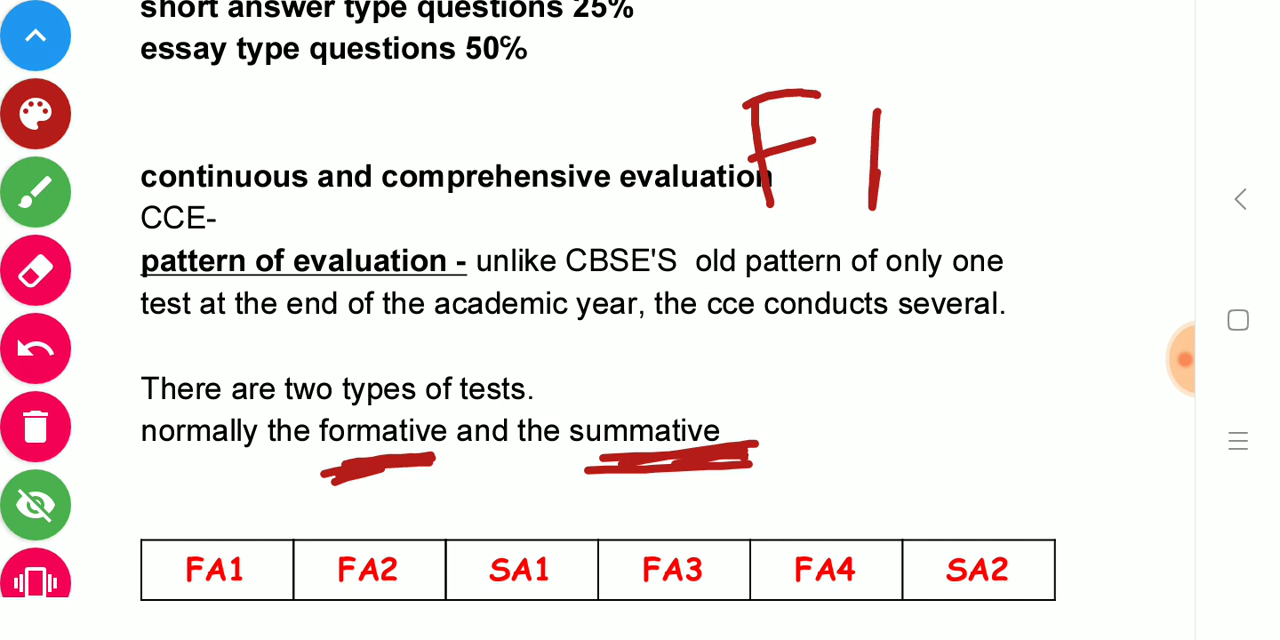 short answer type questions 25%
essay type questions 50℅
F1
continuous and comprehensive evaluation
CCE-
pattern of evaluation - unlike CBSE'S  old pattern of only one
test at the end of the academic year, the cce conducts several.
There are two types of tests.
normally the formative and the summative
FA1 FA2 SA1 FA3 FA4 SA2